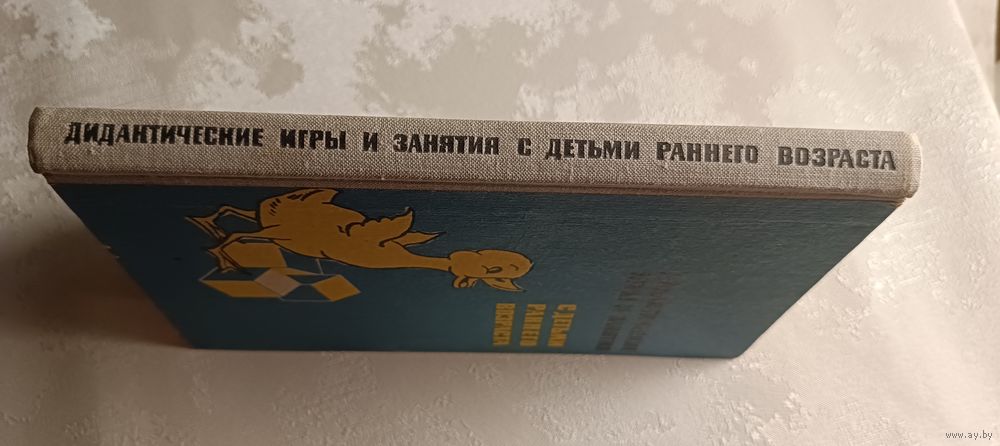 ДИДАКТИЧЕСКИЕ ИГРЫ И ЗАНЯТИЯ С ДЕТЬМИ РАННЕГО ВОЗРАСТА
С ДЕТЬМИ
РАННЕГО
ВОЗРАСТА
www.ay.by